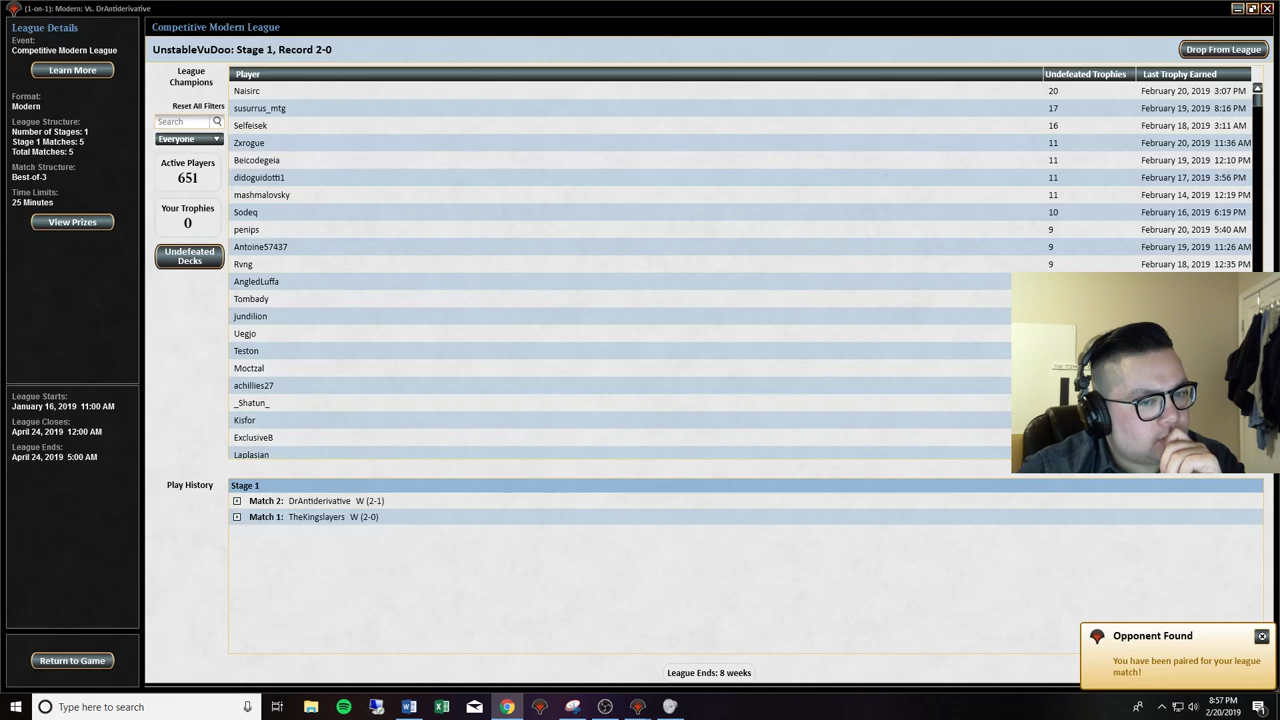 (1-on-1): Modern: Vs. DrAntiderivative
League Details
Event:
Competitive Modern League
Learn More
Format:
Modern
League Structure:
Number of Stages: 1
Stage 1 Matches: 5
Total Matches: 5
Match Structure:
Best-of-3
Time Limits:
25 Minutes
View Prizes
League Starts:
January 16, 2019 11:00 AM
League Closes:
April 24, 2019 12:00 AM
League Ends:
April 24, 2019 5:00 AM
Return to Game
Competitive Modern League
UnstableVuDoo: Stage 1, Record 2-0
Drop From League
League
Champions
Reset All Filters
Search
Everyone
Active Players
651
Your Trophies
0
Undefeated
Decks
Player Undefeated Trophies Last Trophy Earned
Naisirc 20 February 20, 2019 3:07 PM
susurrus_mtg 17 February 19, 2019 8:16 PM
Selfeisek 16 February 18, 2019 3:11 AM
Zxrogue 11 February 20, 2019 11:36 AM
Beicodegeia 11 February 19, 2019 12:10 PM
didoguidotti1 11 February 17, 2019 3:56 PM
mashmalovsky 11 February 14, 2019 12:19 PM
Sodeq 10 February 16, 2019 6:19 PM
penips 9 February 20, 2019 5:40 AM
Antoine57437 9 February 19, 2019 11:26 AM
Rvng 9 February 18, 2019 12:35 PM
AngledLuffa
Tombady
jundilion
Uegjo
Teston
Moctzal
achillies27
_Shatun_
Kisfor
ExclusiveB
Laplasian
Play History
Stage 1
Match 2: DrAntiderivative W (2-1)
Match 1: TheKingslayers W (2-0)
League Ends: 8 weeks
Opponent Found
You have been paired for your league
match!
Type here to search
8:57 PM
2/20/2019